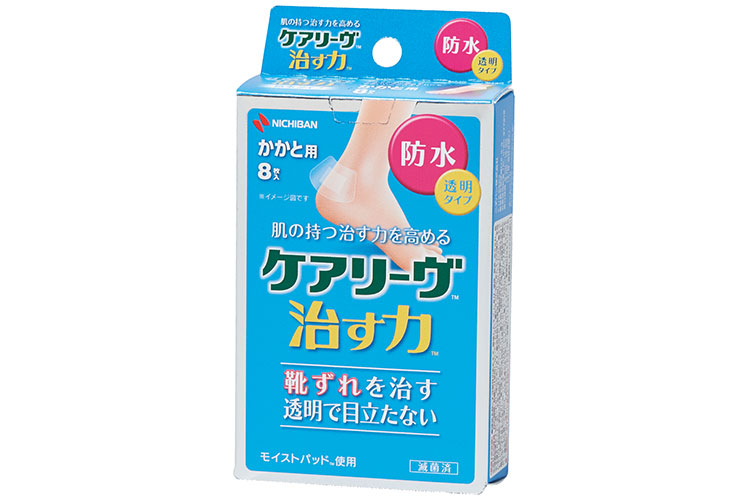 肌の持つ治す力を高める
ケアリーヴ™
治す力™
防水
透明
タイプ
NICHIBAN
かかと用
8枚入
※イメージ図です
防水
透明
タイプ
肌の持つ治す力を高める
ケアリーヴ™
治す力™
靴ずれを治す
透明で目立たない
モイストパッド™使用
滅菌済